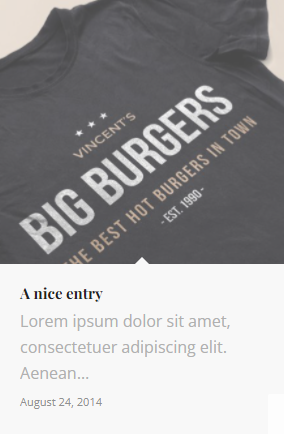 VINCENT'S
BIG BURGERS
THE BEST HOT BURGERS IN TOWN
- EST. 1990 -
A nice entry
Lorem ipsum dolor sit amet,
consectetuer adipiscing elit.
Aenean...
August 24, 2014